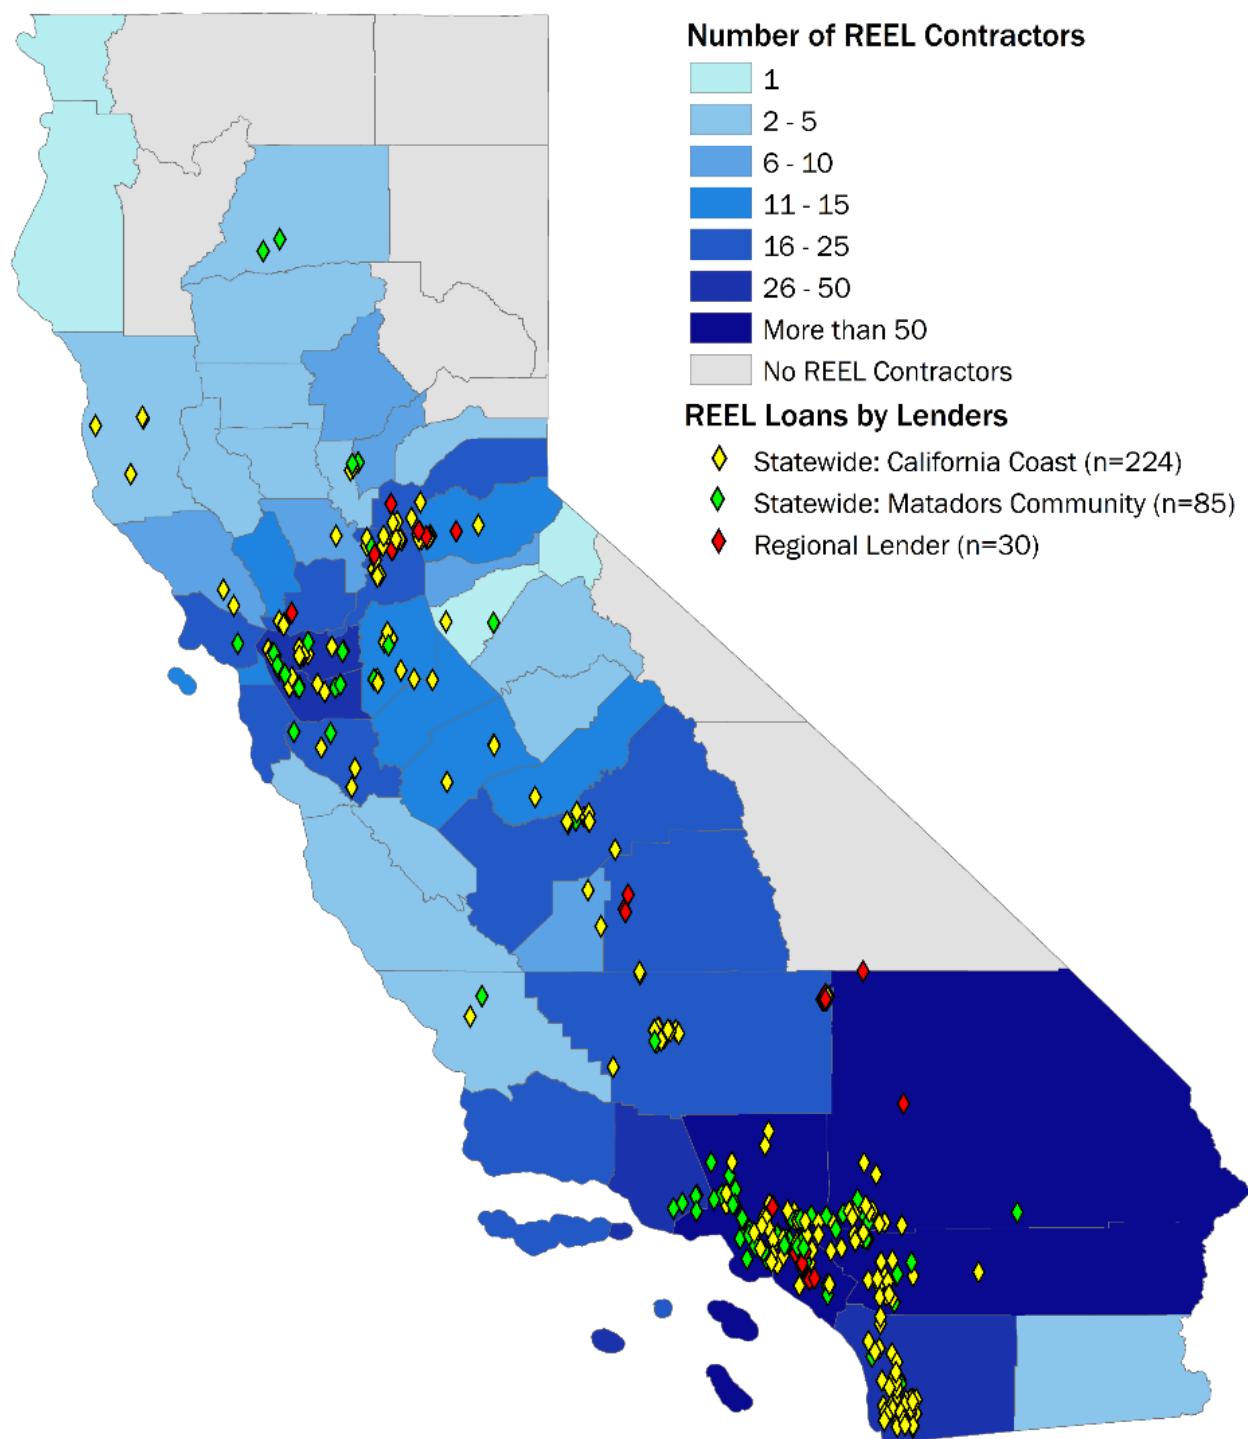 Number of REEL Contractors
1
2 - 5
6 - 10
11 - 15
16 - 25
26 - 50
More than 50
No REEL Contractors
REEL Loans by Lenders
Statewide: California Coast (n=224)
Statewide: Matadors Community (n=85)
Regional Lender (n=30)